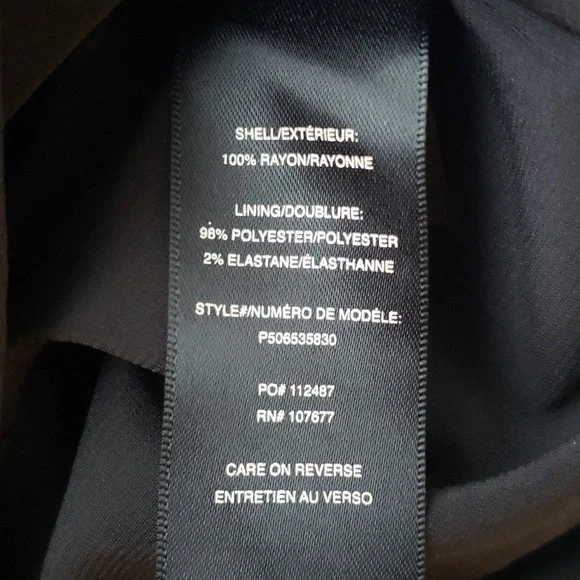 SHELL/EXTÉRIEUR:
100% RAYON/RAYONNE
LINING/DOUBLURE:
98% POLYESTER/POLYESTER
2% ELASTANE/ÉLASTHANNE
STYLE#/NUMÉRO DE MODÈLE:
P506535830
PO# 112487
RN# 107677
CARE ON REVERSE
ENTRETIEN AU VERSO